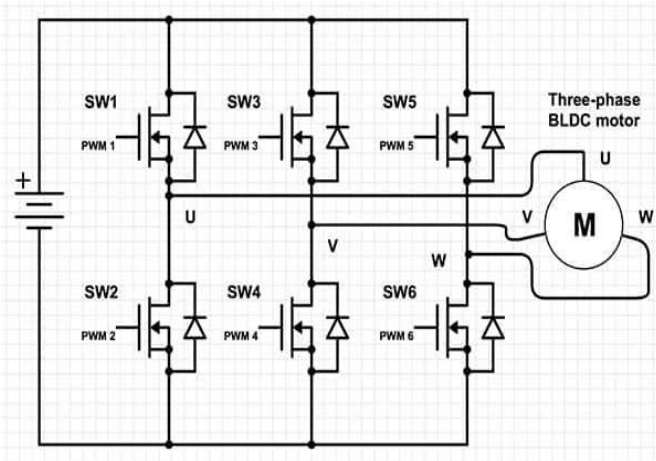 SW1
SW3
SW5
Three-phase
BLDC motor
PWM 1
PWM 3
PWM 5
U
+
U
V
M
W
V
W
SW2
SW4
SW6
PWM 2
PWM 4
PWM 6